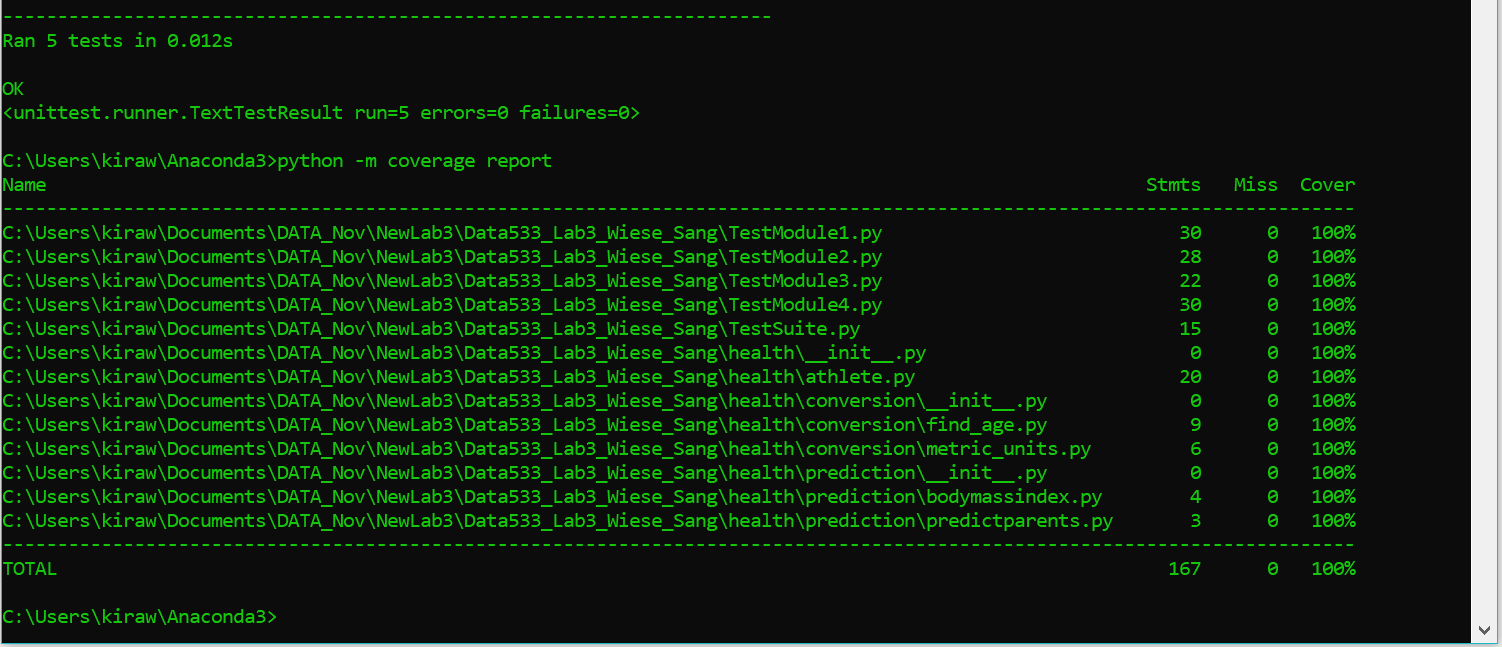 ----------------------------------------------------------------------
Ran 5 tests in 0.012s
OK
<unittest.runner.TextTestResult run=5 errors=0 failures=0>
C:\Users\kiraw\Anaconda3>python -m coverage report
Name Stmts Miss Cover
---------------------------------------------------------------------------------------------------------------------------
C:\Users\kiraw\Documents\DATA_Nov\NewLab3\Data533_Lab3_Wiese_Sang\TestModule1.py 30 0 100%
C:\Users\kiraw\Documents\DATA_Nov\NewLab3\Data533_Lab3_Wiese_Sang\TestModule2.py 28 0 100%
C:\Users\kiraw\Documents\DATA_Nov\NewLab3\Data533_Lab3_Wiese_Sang\TestModule3.py 22 0 100%
C:\Users\kiraw\Documents\DATA_Nov\NewLab3\Data533_Lab3_Wiese_Sang\TestModule4.py 30 0 100%
C:\Users\kiraw\Documents\DATA_Nov\NewLab3\Data533_Lab3_Wiese_Sang\TestSuite.py 15 0 100%
C:\Users\kiraw\Documents\DATA_Nov\NewLab3\Data533_Lab3_Wiese_Sang\health\__init__.py 0 0 100%
C:\Users\kiraw\Documents\DATA_Nov\NewLab3\Data533_Lab3_Wiese_Sang\health\athlete.py 20 0 100%
C:\Users\kiraw\Documents\DATA_Nov\NewLab3\Data533_Lab3_Wiese_Sang\health\conversion\__init__.py 0 0 100%
C:\Users\kiraw\Documents\DATA_Nov\NewLab3\Data533_Lab3_Wiese_Sang\health\conversion\find_age.py 9 0 100%
C:\Users\kiraw\Documents\DATA_Nov\NewLab3\Data533_Lab3_Wiese_Sang\health\conversion\metric_units.py 6 0 100%
C:\Users\kiraw\Documents\DATA_Nov\NewLab3\Data533_Lab3_Wiese_Sang\health\prediction\__init__.py 0 0 100%
C:\Users\kiraw\Documents\DATA_Nov\NewLab3\Data533_Lab3_Wiese_Sang\health\prediction\bodymassindex.py 4 0 100%
C:\Users\kiraw\Documents\DATA_Nov\NewLab3\Data533_Lab3_Wiese_Sang\health\prediction\predictparents.py 3 0 100%
---------------------------------------------------------------------------------------------------------------------------
TOTAL 167 0 100%
C:\Users\kiraw\Anaconda3>